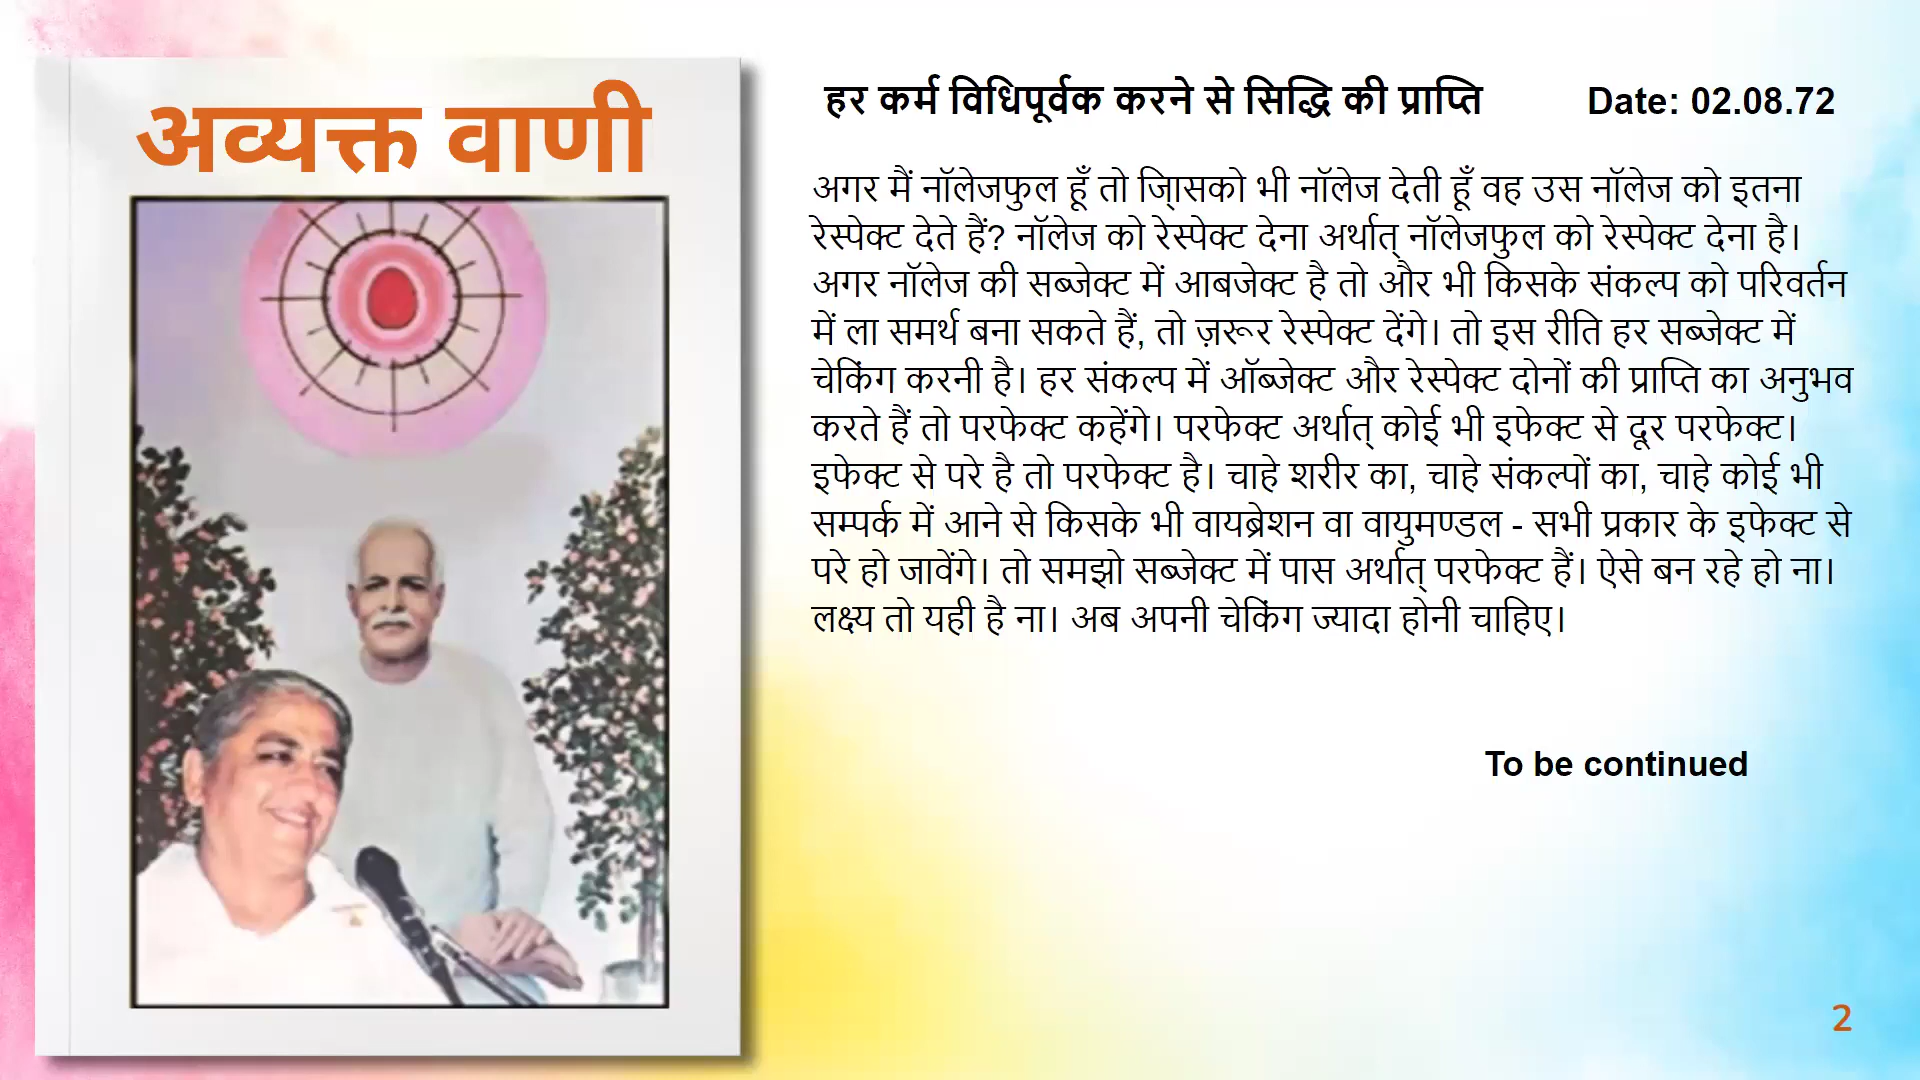 अव्यक्त वाणी
हर कर्म विधिपूर्वक करने से सिद्धि की प्राप्ति Date: 02.08.72
अगर मैं नॉलेजफुल हूँ तो जि़ासको भी नॉलेज देती हूँ वह उस नॉलेज को इतना
रेस्पेक्ट देते हैं? नॉलेज को रेस्पेक्ट देना अर्थात् नॉलेजफुल को रेस्पेक्ट देना है।
अगर नॉलेज की सब्जेक्ट में आबजेक्ट है तो और भी किसके संकल्प को परिवर्तन
में ला समर्थ बना सकते हैं, तो ज़रूर रेस्पेक्ट देंगे। तो इस रीति हर सब्जेक्ट में
चेकिंग करनी है। हर संकल्प में ऑब्जेक्ट और रेस्पेक्ट दोनों की प्राप्ति का अनुभव
करते हैं तो परफेक्ट कहेंगे। परफेक्ट अर्थात् कोई भी इफेक्ट से दूर परफेक्ट।
इफेक्ट से परे है तो परफेक्ट है। चाहे शरीर का, चाहे संकल्पों का, चाहे कोई भी
सम्पर्क में आने से किसके भी वायब्रेशन वा वायुमण्डल - सभी प्रकार के इफेक्ट से
परे हो जावेंगे। तो समझो सब्जेक्ट में पास अर्थात् परफेक्ट हैं। ऐसे बन रहे हो ना।
लक्ष्य तो यही है ना। अब अपनी चेकिंग ज्यादा होनी चाहिए।
To be continued
2